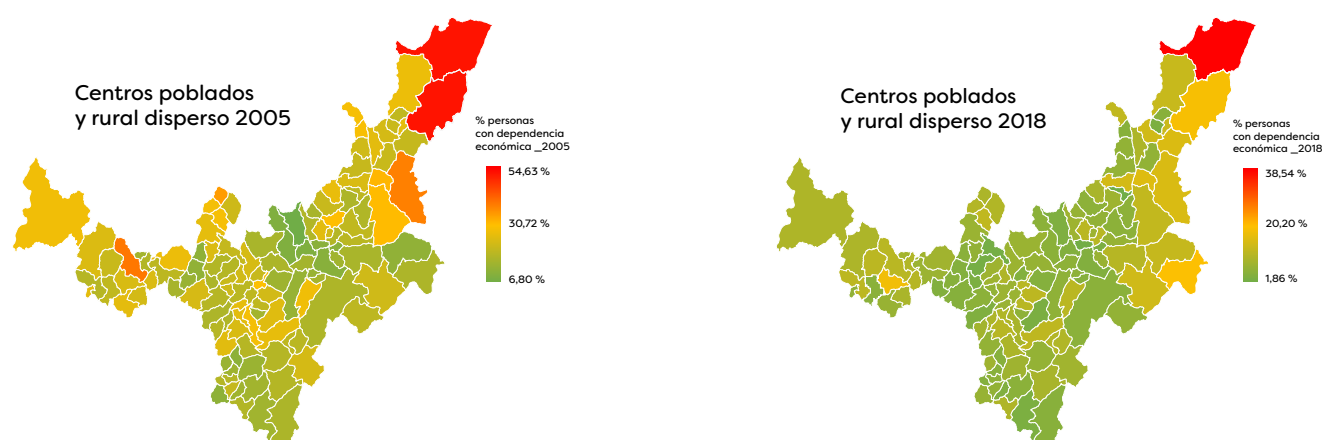 Centros poblados
y rural disperso 2005
% personas
con dependencia
económica _2005
54,63 %
30,72 %
6,80 %
Centros poblados
y rural disperso 2018
% personas
con dependencia
económica _2018
38,54 %
20,20 %
1,86 %